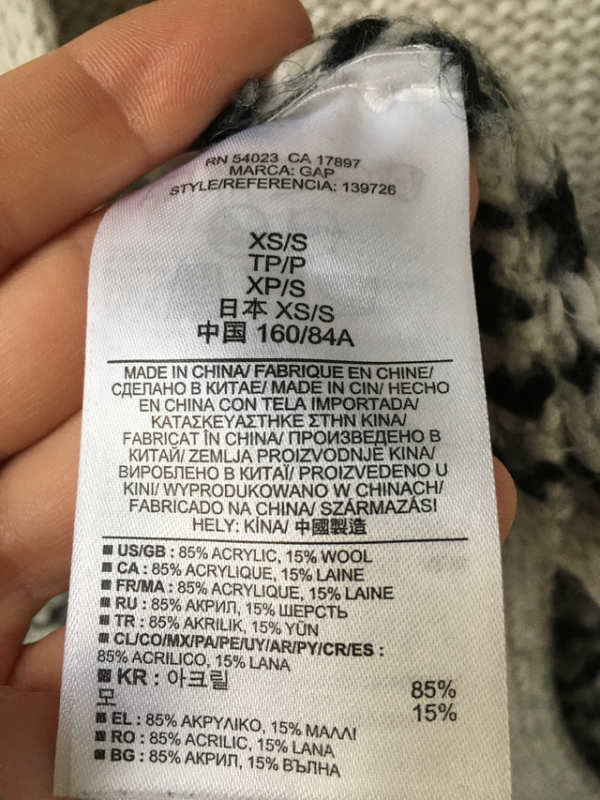 RN 54023 CA 17897
MARCA: GAP
STYLE/REFERENCIA: 139726
XS/S
TP/P
XP/S
日本 XS/S
中国 160/84A
MADE IN CHINA/ FABRIQUE EN CHINE/
СДЕЛАНО В КИТАЕ/ MADE IN CIN/ HECHO
EN CHINA CON TELA IMPORTADA/
ΚΑΤΑΣΚΕΥΑΣΤΗΚΕ ΣΤΗΝ ΚΙΝΑ/
FABRICAT ÎN CHINA/ ПРОИЗВЕДЕНО В
КИТАЙ/ ZEMLJA PROIZVODNJE KINA/
ВИРОБЛЕНО В КИТАЇ/ PROIZVEDENO U
KINI/ WYPRODUKOWANO W CHINACH/
FABRICADO NA CHINA/ SZÁRMAZÁSI
HELY: KÍNA/ 中國製造
US/GB : 85% ACRYLIC, 15% WOOL
CA : 85% ACRYLIQUE, 15% LAINE
FR/MA : 85% ACRYLIQUE, 15% LAINE
RU : 85% АКРИЛ, 15% ШЕРСТЬ
TR : 85% AKRILIK, 15% YÜN
CL/CO/MX/PA/PE/UY/AR/PY/CR/ES :
85% ACRILICO, 15% LANA
KR : 아크릴 85%
모 15%
EL : 85% ΑΚΡΥΛΙΚΟ, 15% ΜΑΛΛΙ
RO : 85% ACRILIC, 15% LANA
BG : 85% АКРИЛ, 15% ВЪЛНА